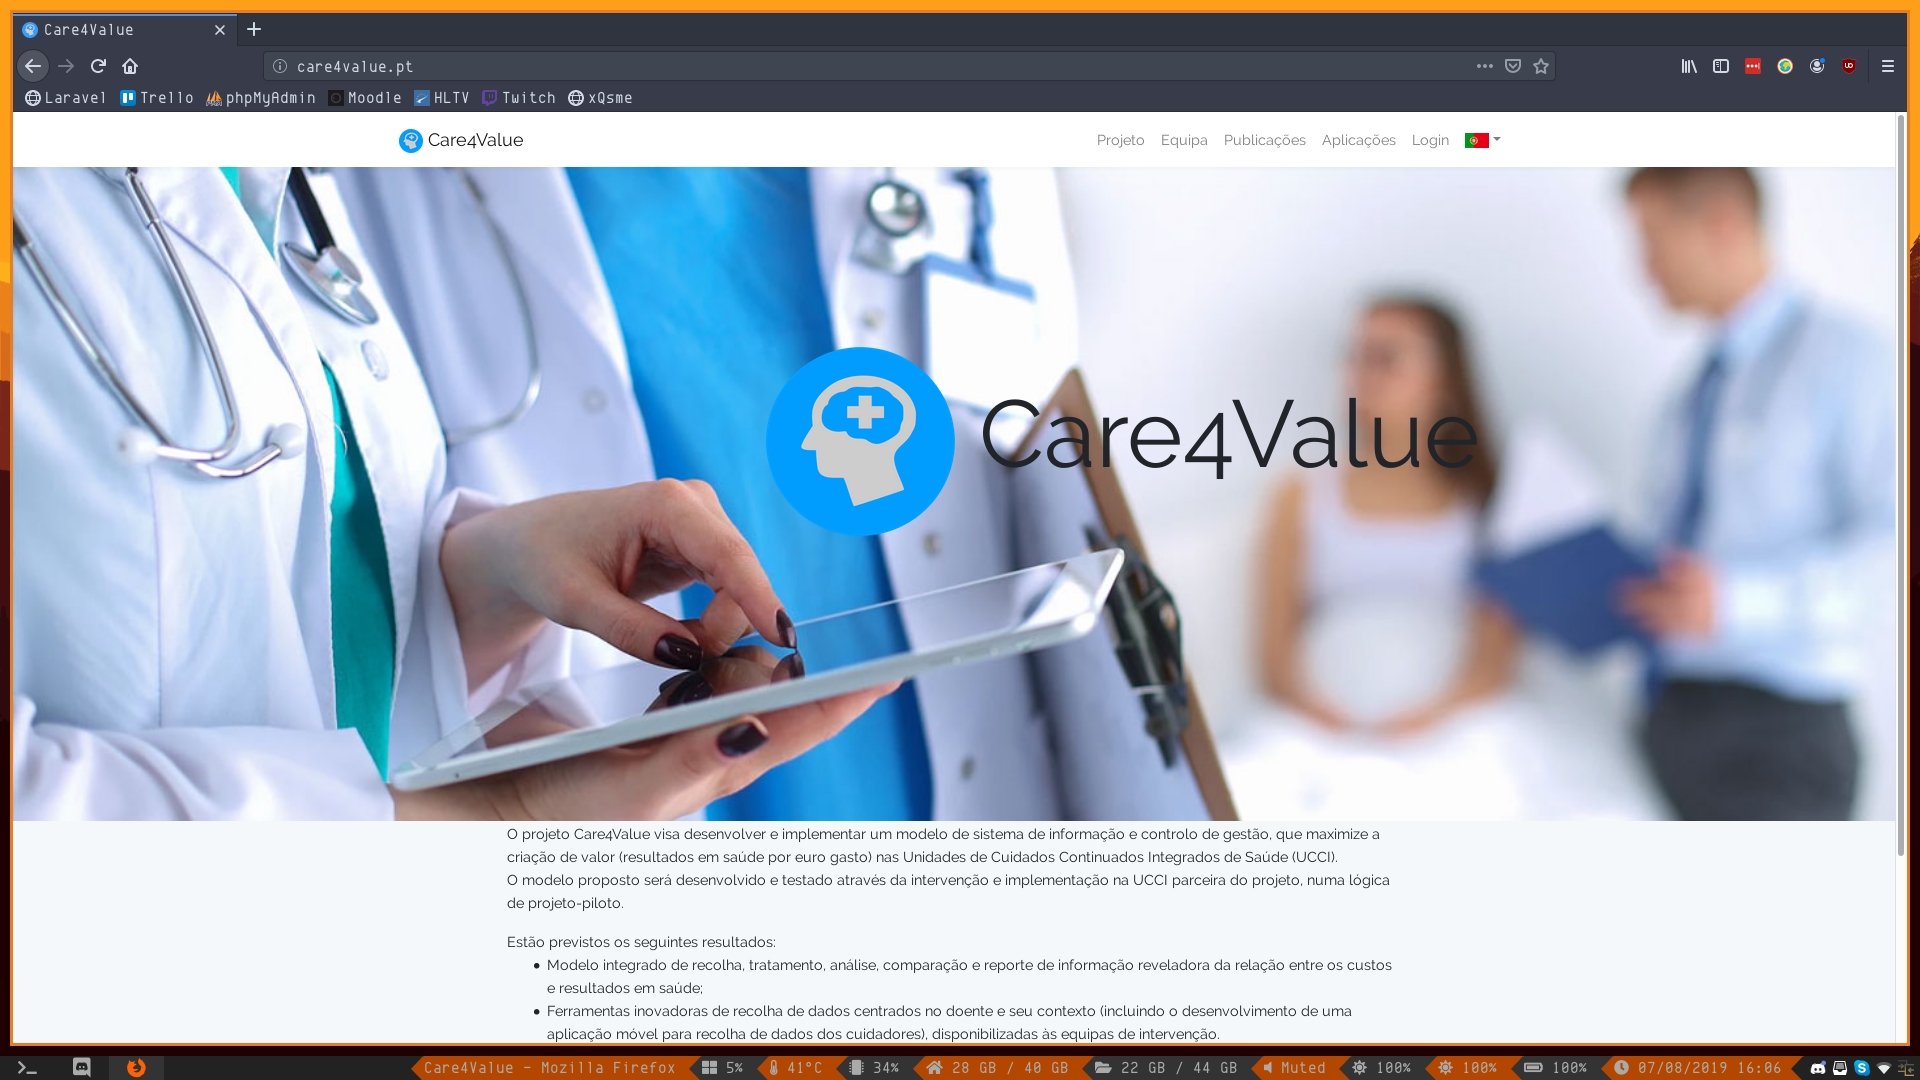 Care4Value
care4value.pt
Laravel Trello phpMyAdmin Moodle HLTV Twitch xQsme
Care4Value Projeto Equipa Publicações Aplicações Login
Care4Value
O projeto Care4Value visa desenvolver e implementar um modelo de sistema de informação e controlo de gestão, que maximize a
criação de valor (resultados em saúde por euro gasto) nas Unidades de Cuidados Continuados Integrados de Saúde (UCCI).
O modelo proposto será desenvolvido e testado através da intervenção e implementação na UCCI parceira do projeto, numa lógica
de projeto-piloto.
Estão previstos os seguintes resultados:
• Modelo integrado de recolha, tratamento, análise, comparação e reporte de informação reveladora da relação entre os custos
e resultados em saúde;
• Ferramentas inovadoras de recolha de dados centrados no doente e seu contexto (incluindo o desenvolvimento de uma
aplicação móvel para recolha de dados dos cuidadores), disponibilizadas às equipas de intervenção.
Care4Value - Mozilla Firefox 5% 41°C 34% 28 GB / 40 GB 22 GB / 44 GB Muted 100% 100% 100% 07/08/2019 16:06